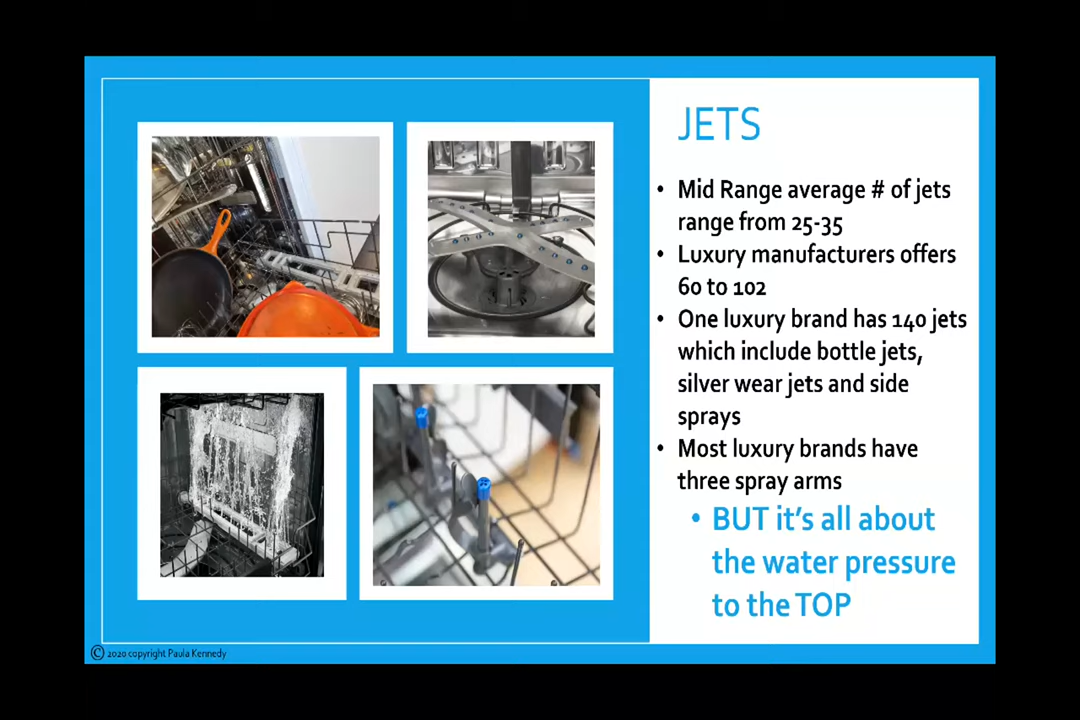 JETS
• Mid Range average # of jets
range from 25-35
• Luxury manufacturers offers
60 to 102
• One luxury brand has 140 jets
which include bottle jets,
silver wear jets and side
sprays
• Most luxury brands have
three spray arms
• BUT it's all about
the water pressure
to the TOP
© 2020 copyright Paula Kennedy